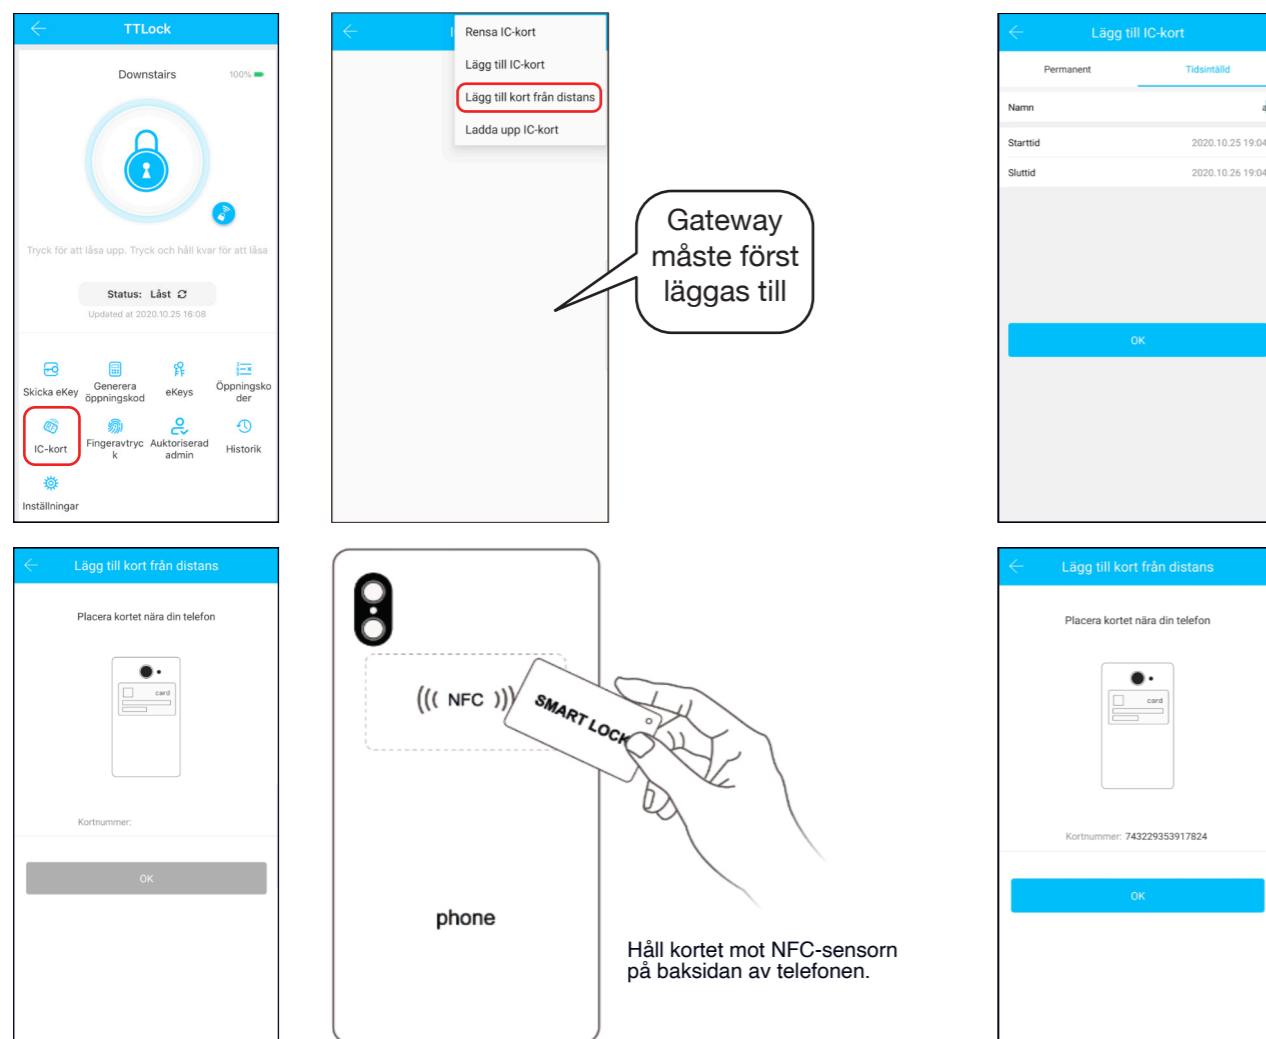 TTLock
Downstairs
100%
Tryck för att låsa upp. Tryck och håll kvar för att låsa
Status: Låst
Updated at 2020.10.25 16:08
Skicka eKey
Generera
öppningskod
eKeys
Öppningsko
der
IC-kort
Fingeravtryc
k
Auktoriserad
admin
Historik
Inställningar
Rensa IC-kort
Lägg till IC-kort
Lägg till kort från distans
Ladda upp IC-kort
Gateway
måste först
läggas till
Lägg till IC-kort
Permanent
Tidsintälld
Namn
Starttid
2020.10.25 19:04
Sluttid
2020.10.26 19:04
OK
Lägg till kort från distans
Placera kortet nära din telefon
card
Kortnummer:
OK
((( NFC )))
SMART LOCK
phone
Håll kortet mot NFC-sensorn
på baksidan av telefonen.
Lägg till kort från distans
Placera kortet nära din telefon
card
Kortnummer: 743229353917824
OK